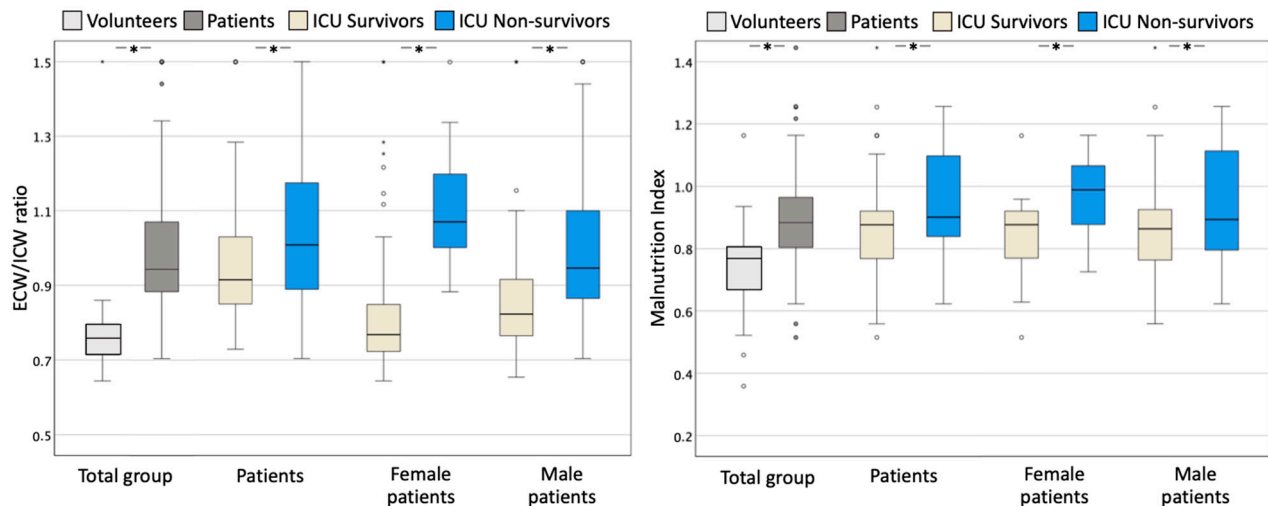 Volunteers Patients ICU Survivors ICU Non-survivors
ECW/ICW ratio
1.5
1.3
1.1
0.9
0.7
0.5
* * * *
Total group Patients Female patients Male patients
Volunteers Patients ICU Survivors ICU Non-survivors
Malnutrition Index
1.4
1.2
1.0
0.8
0.6
0.4
0.2
* * * *
Total group Patients Female patients Male patients